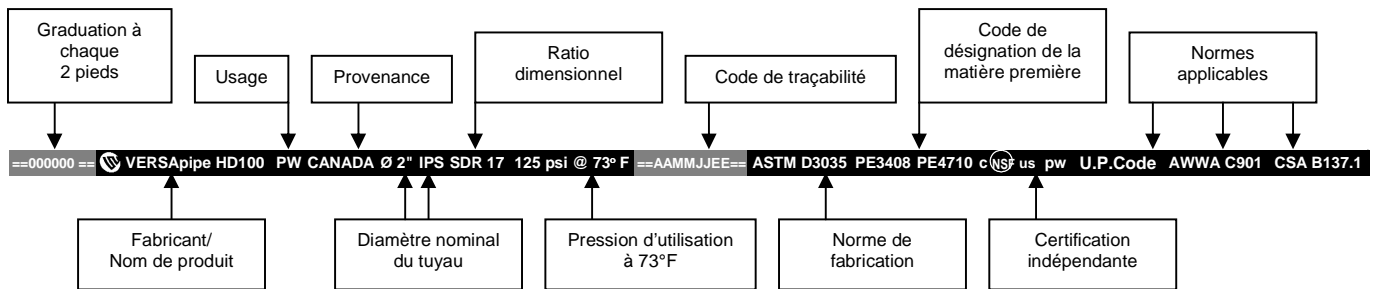 Graduation à
chaque
2 pieds
Usage
Provenance
Ratio
dimensionnel
Code de traçabilité
Code de
désignation de la
matière première
Normes
applicables
==000000 == VERSApipe HD100 PW CANADA Ø 2" IPS SDR 17 125 psi @ 73º F ==AAMMJJEE== ASTM D3035 PE3408 PE4710 c NSF us pw U.P.Code AWWA C901 CSA B137.1
Fabricant/
Nom de produit
Diamètre nominal
du tuyau
Pression d'utilisation
à 73°F
Norme de
fabrication
Certification
indépendante